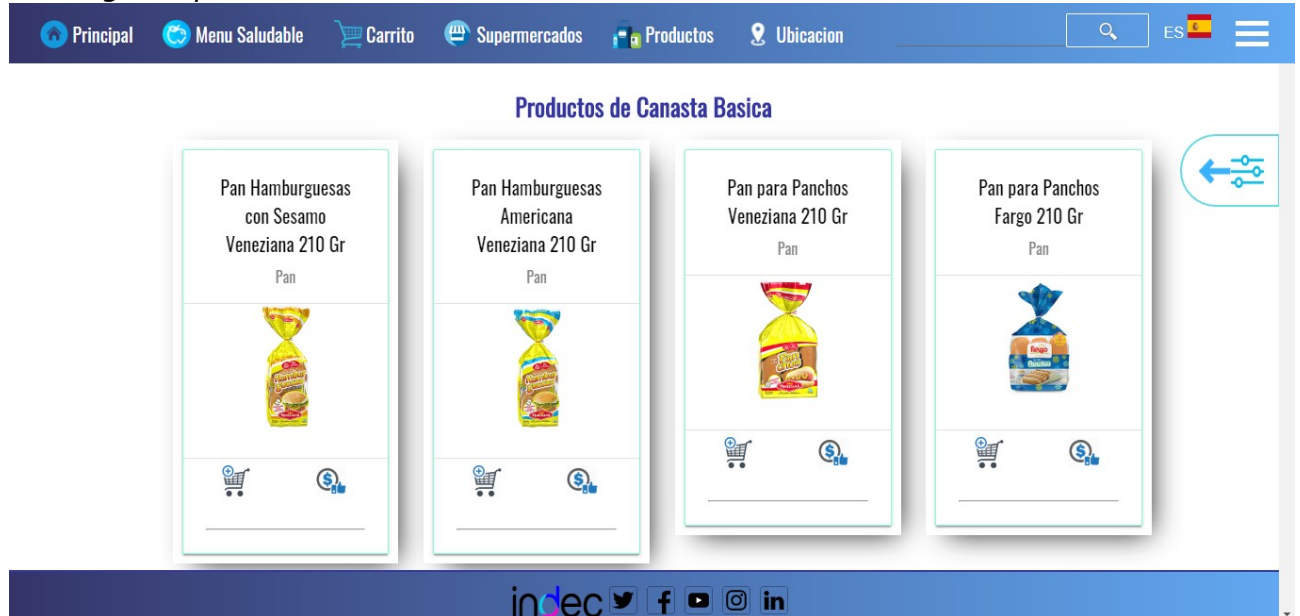 Principal Menu Saludable Carrito Supermercados Productos Ubicacion ES
Productos de Canasta Basica
Pan Hamburguesas
con Sesamo
Veneziana 210 Gr
Pan
Pan Hamburguesas
Americana
Veneziana 210 Gr
Pan
Pan para Panchos
Veneziana 210 Gr
Pan
Pan para Panchos
Fargo 210 Gr
Pan
fargo
indec